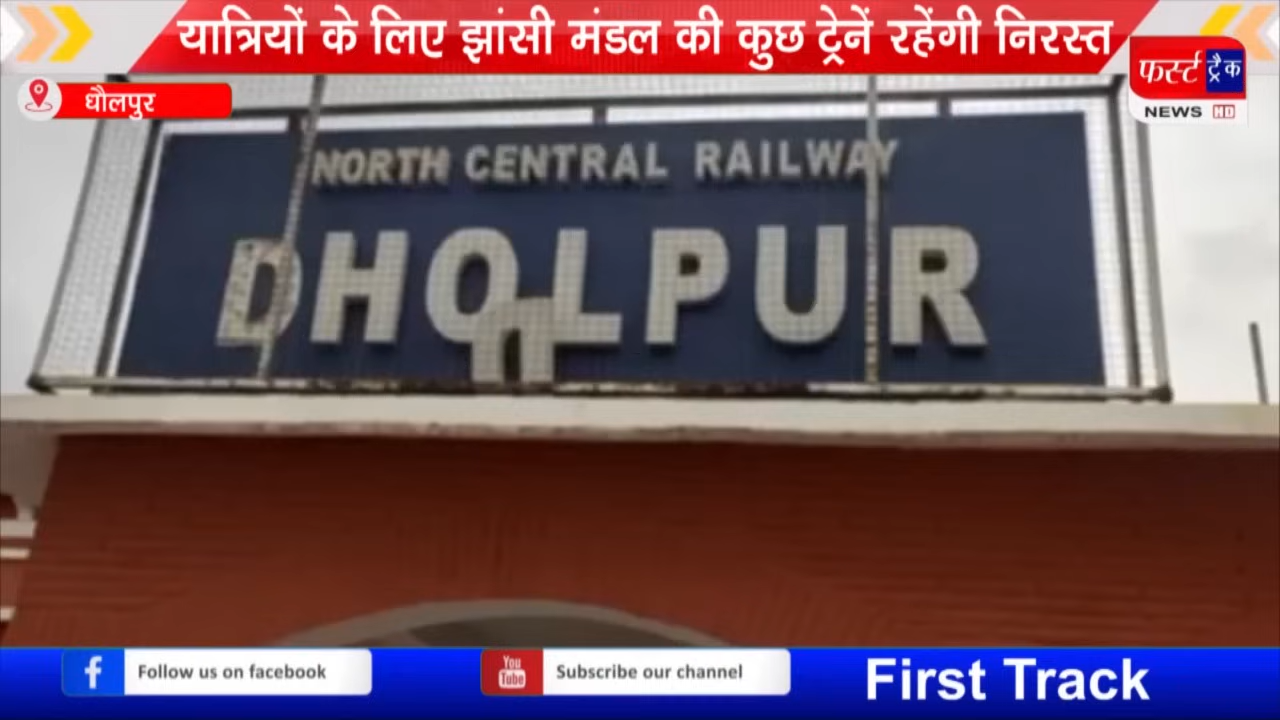 यात्रियों के लिए झांसी मंडल की कुछ ट्रेनें रहेंगी निरस्त
फर्स्ट ट्रैक
NEWS HD
धौलपुर
NORTH CENTRAL RAILWAY
DHOLPUR
Follow us on facebook
You Tube
Subscribe our channel
First Track